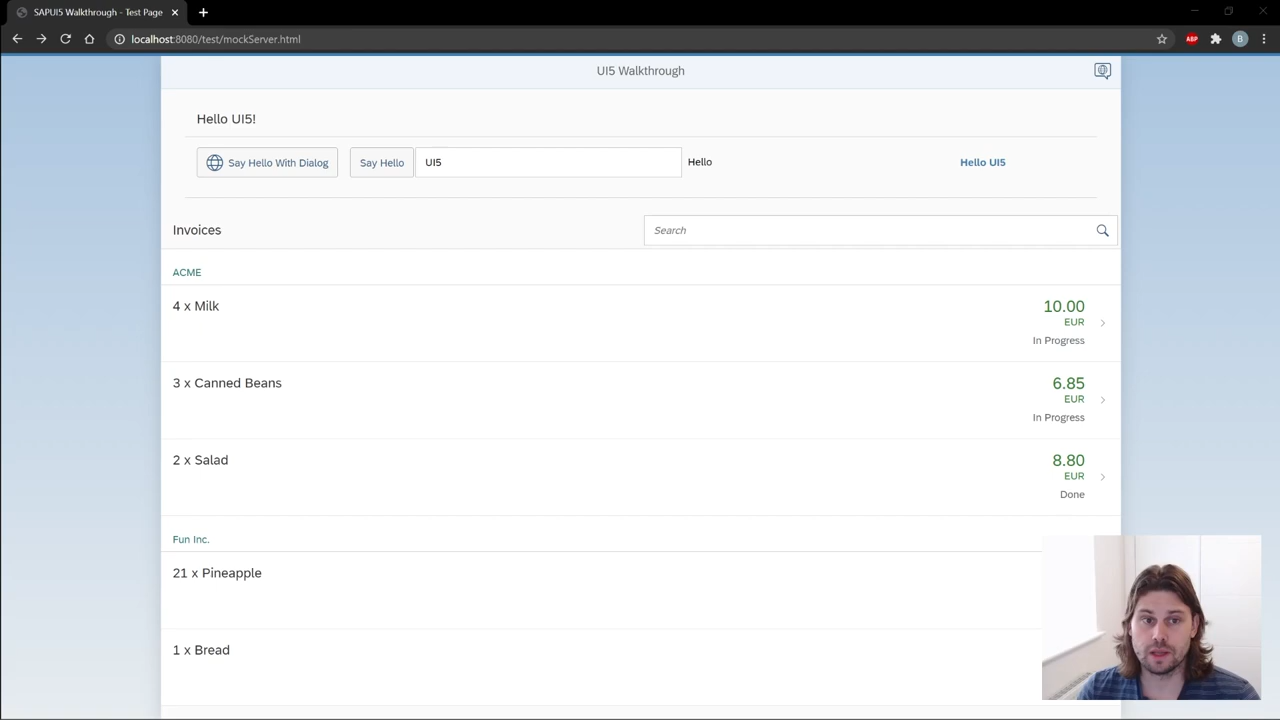 SAPUI5 Walkthrough - Test Page
localhost:8080/test/mockServer.html
ABP
B
UI5 Walkthrough
Hello UI5!
Say Hello With Dialog
Say Hello
UI5
Hello
Hello UI5
Invoices
Search
ACME
4 x Milk
10.00
EUR
In Progress
3 x Canned Beans
6.85
EUR
In Progress
2 x Salad
8.80
EUR
Done
Fun Inc.
21 x Pineapple
1 x Bread